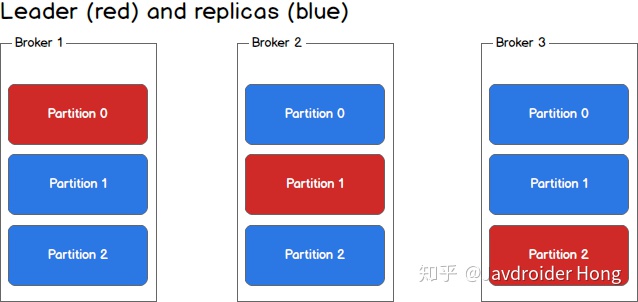 Leader (red) and replicas (blue)
Broker 1
Partition 0
Partition 1
Partition 2
Broker 2
Partition 0
Partition 1
Partition 2
Broker 3
Partition 0
Partition 1
Partition 2
知乎 @Javdroider Hong